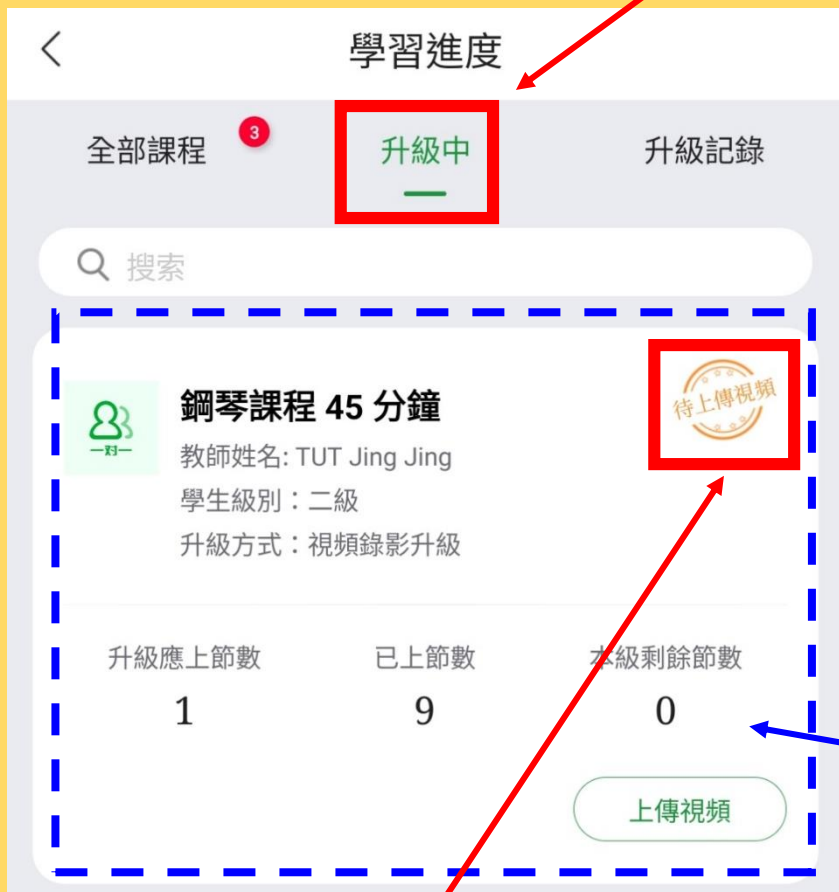 學習進度
全部課程 3
升級中
升級記錄
搜索
一对一
鋼琴課程 45 分鐘
待上傳視頻
教師姓名: TUT Jing Jing
學生級別：二級
升級方式：視頻錄影升級
升級應上節數
已上節數
本級剩餘節數
1
9
0
上傳視頻